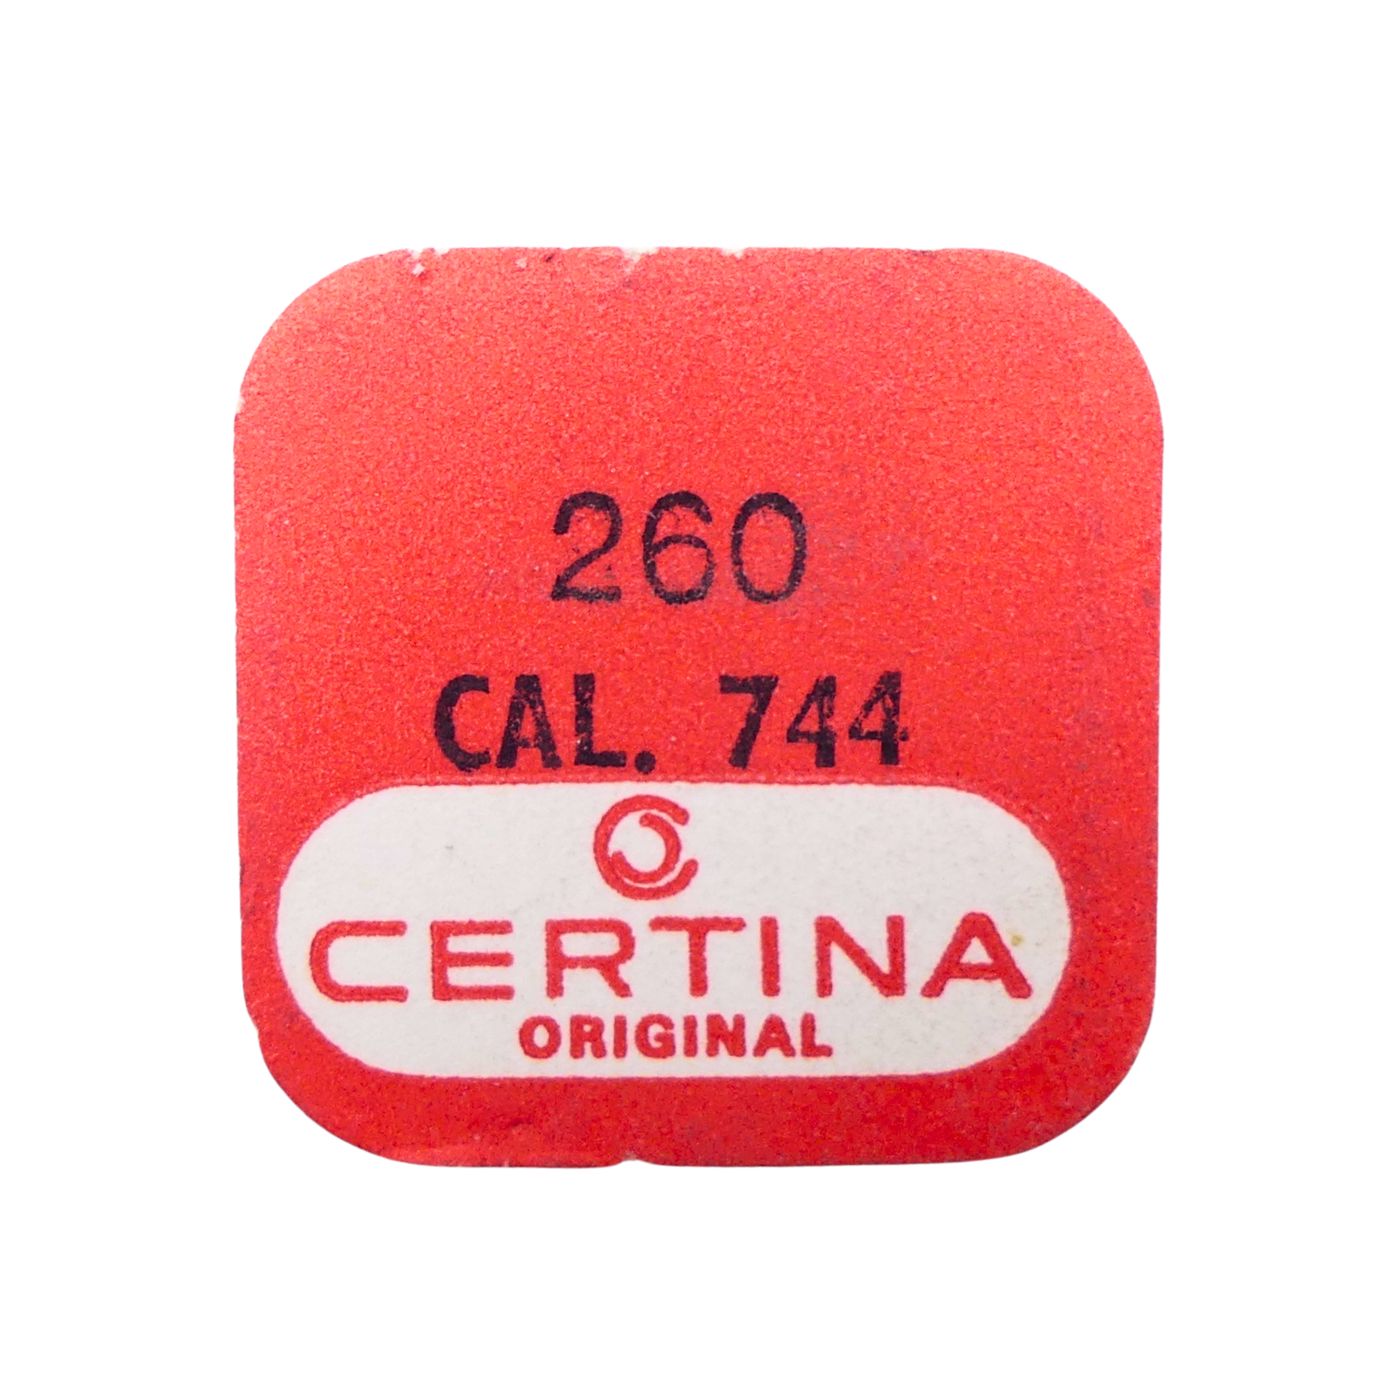 260
CAL. 744
CERTINA
ORIGINAL